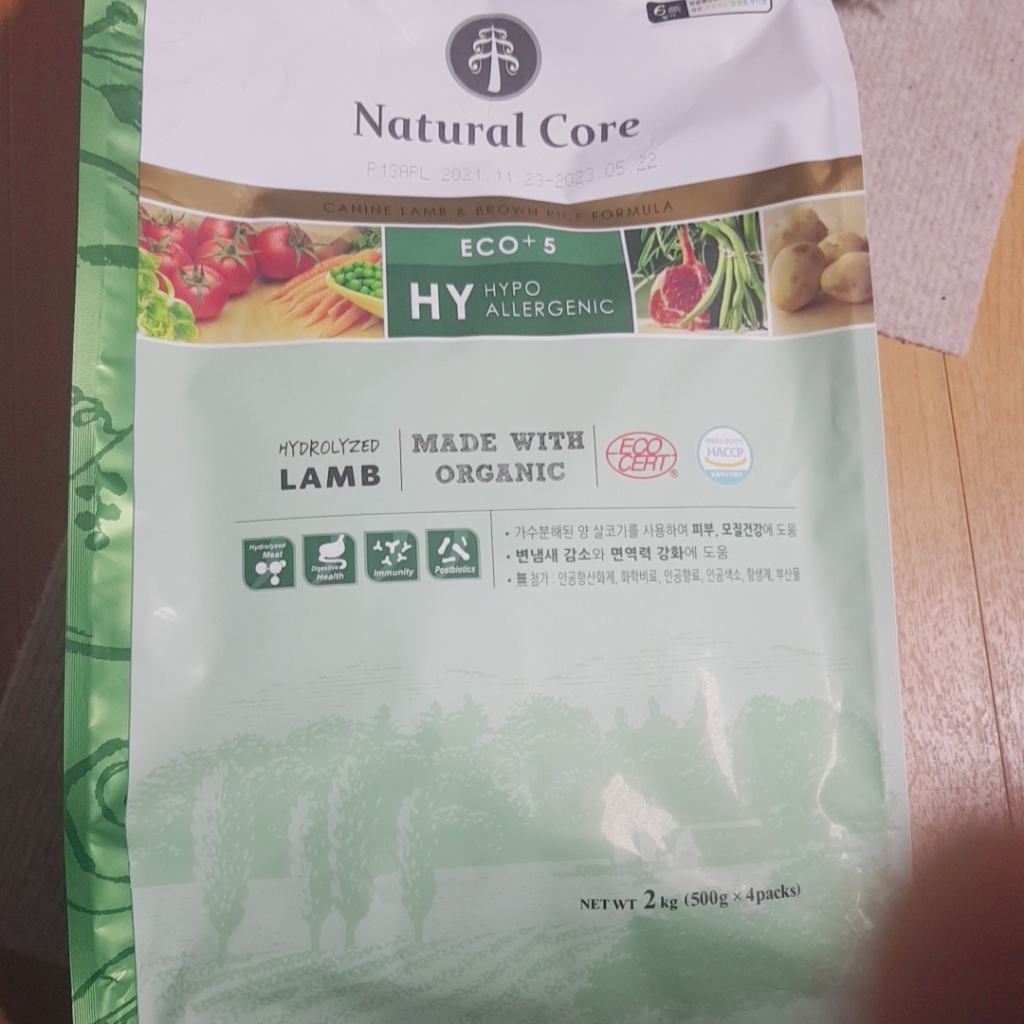 Natural Core
P13APL 2021.11.23-2023.05.22
CANINE LAMB & BROWN RICE FORMULA
ECO+5
HY HYPO
ALLERGENIC
HYDROLYZED
LAMB
MADE WITH
ORGANIC
ECO
CERT®
HACCP
Hydrolyzed
Meat
Digestive
Health
Immunity
Postbiotics
• 가수분해된 양 살코기를 사용하여 피부, 모질건강에 도움
• 변냄새 감소와 면역력 강화에 도움
• 無 첨가 : 인공항산화제, 화학비료, 인공향료, 인공색소, 항생제, 부산물
NET WT 2 kg (500g × 4packs)